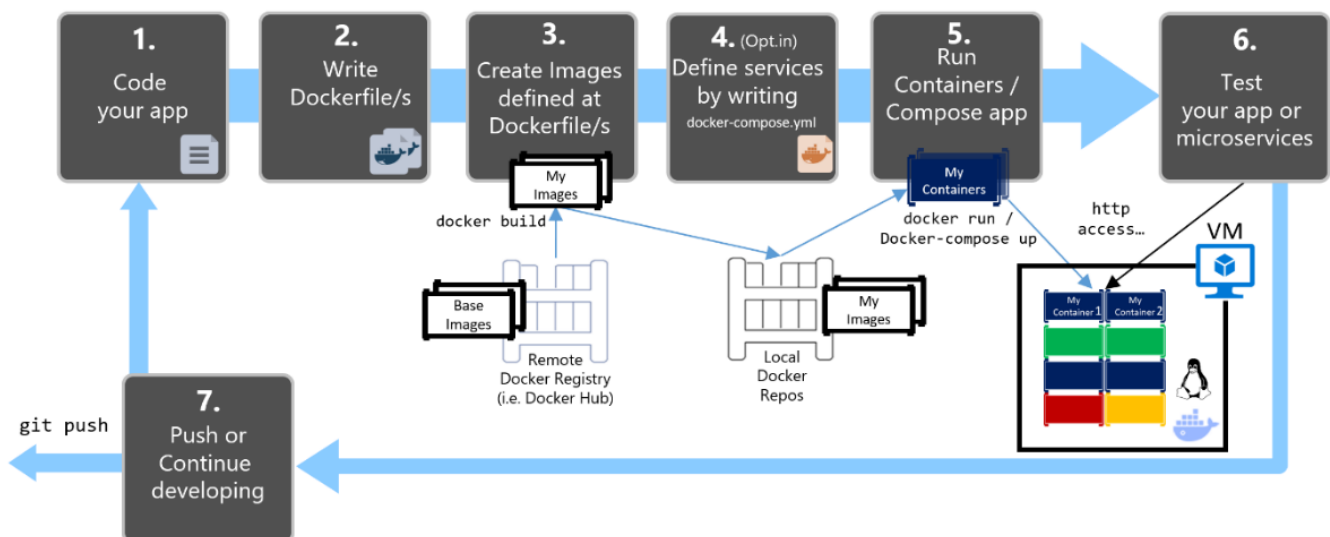 1.
Code
your app
2.
Write
Dockerfile/s
3.
Create Images
defined at
Dockerfile/s
My
Images
4. (Opt.in)
Define services
by writing
docker-compose.yml
5.
Run
Containers /
Compose app
My
Containers
6.
Test
your app or
microservices
docker build
docker run /
Docker-compose up
http
access…
VM
Base
Images
Remote
Docker Registry
(i.e. Docker Hub)
My
Images
Local
Docker
Repos
My
Container 1
My
Container 2
7.
Push or
Continue
developing
git push